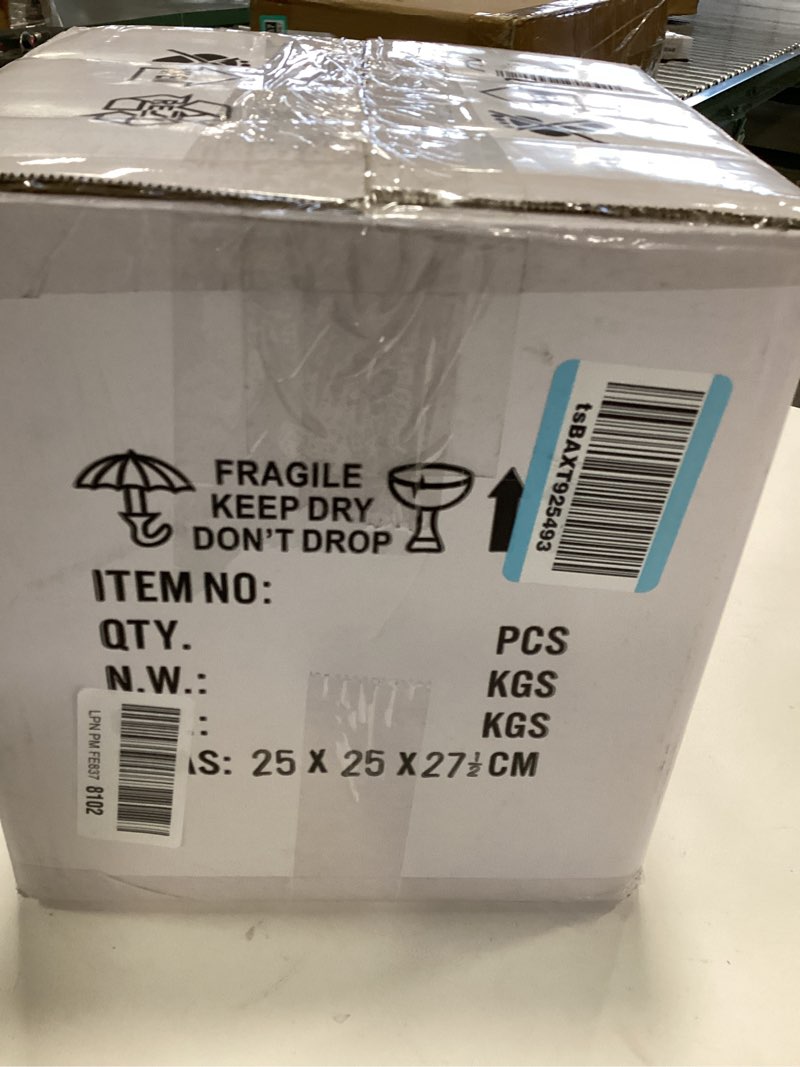 FRAGILE
KEEP DRY
DON'T DROP
tsBAXT925493
ITEM NO:
QTY. PCS
N.W.: KGS
: KGS
AS: 25 X 25 X 27½ CM
LPN PM FE837 8102